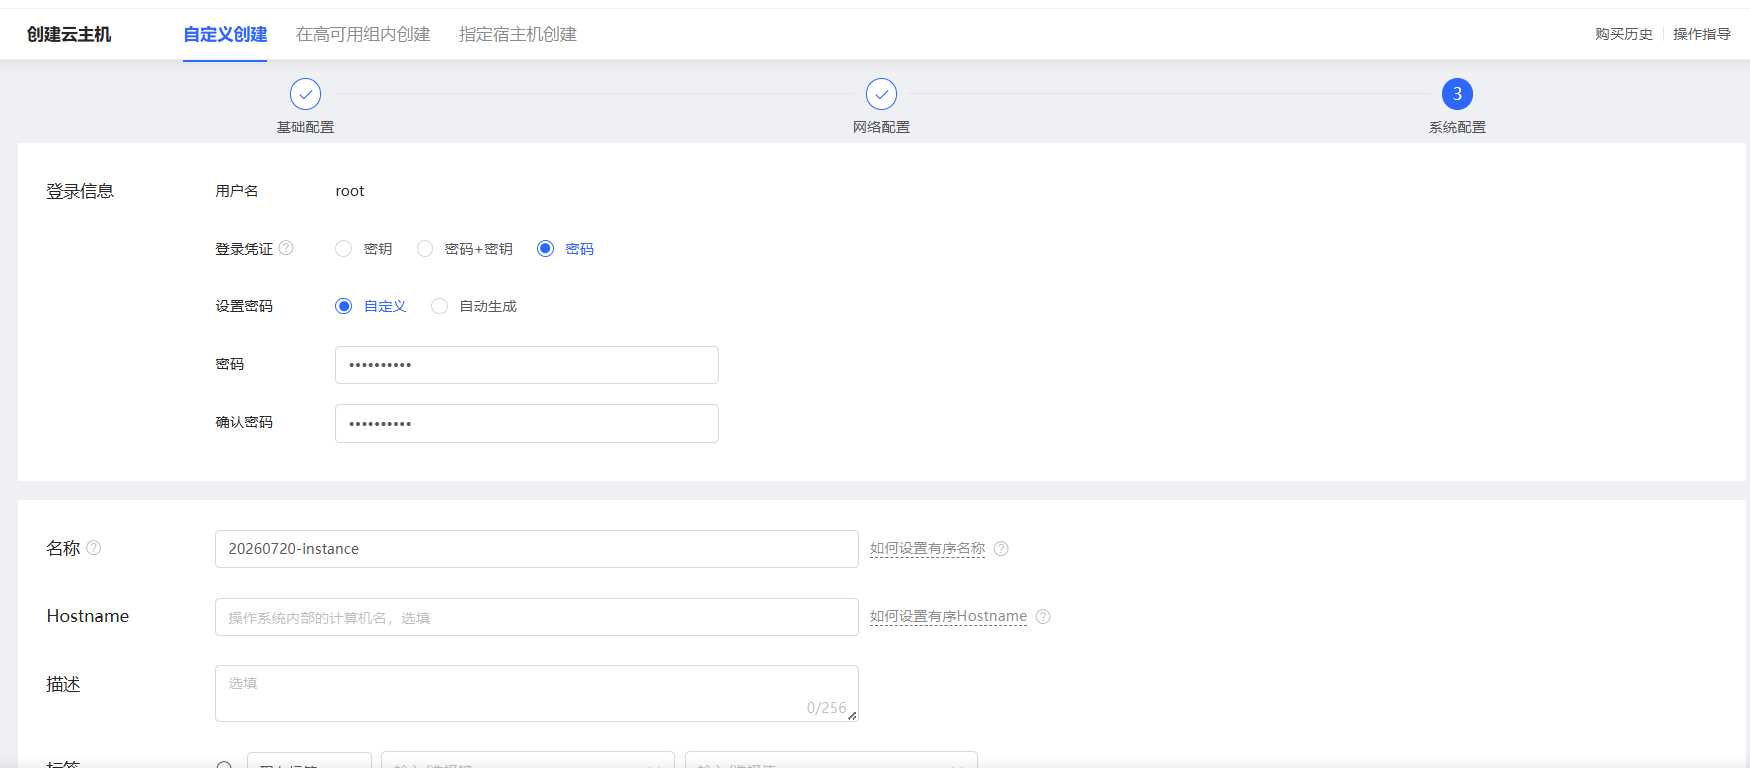 创建云主机 自定义创建 在高可用组内创建 指定宿主机创建 购买历史 操作指导
3
基础配置 网络配置 系统配置
登录信息 用户名 root
登录凭证 ? 密钥 密码+密钥 密码
设置密码 自定义 自动生成
密码 ••••••••••
确认密码 ••••••••••
名称 ? 20260720-instance 如何设置有序名称 ?
Hostname 操作系统内部的计算机名，选填 如何设置有序Hostname ?
描述 选填
0/256
标签